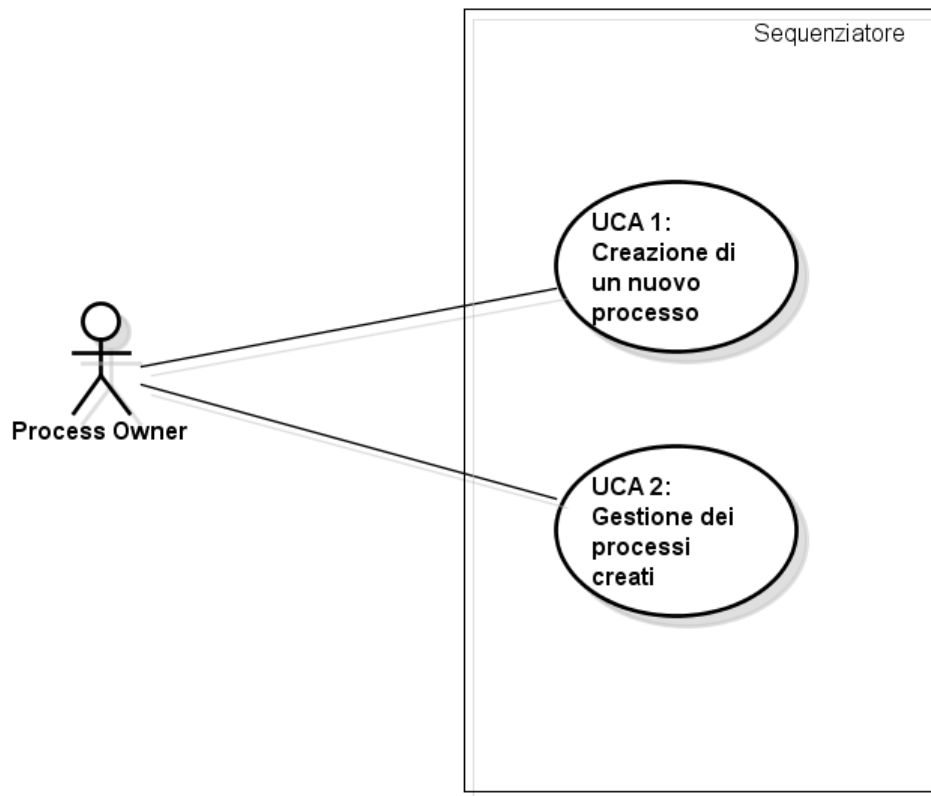 Sequenziatore
UCA 1:
Creazione di
un nuovo
processo
Process Owner
UCA 2:
Gestione dei
processi
creati